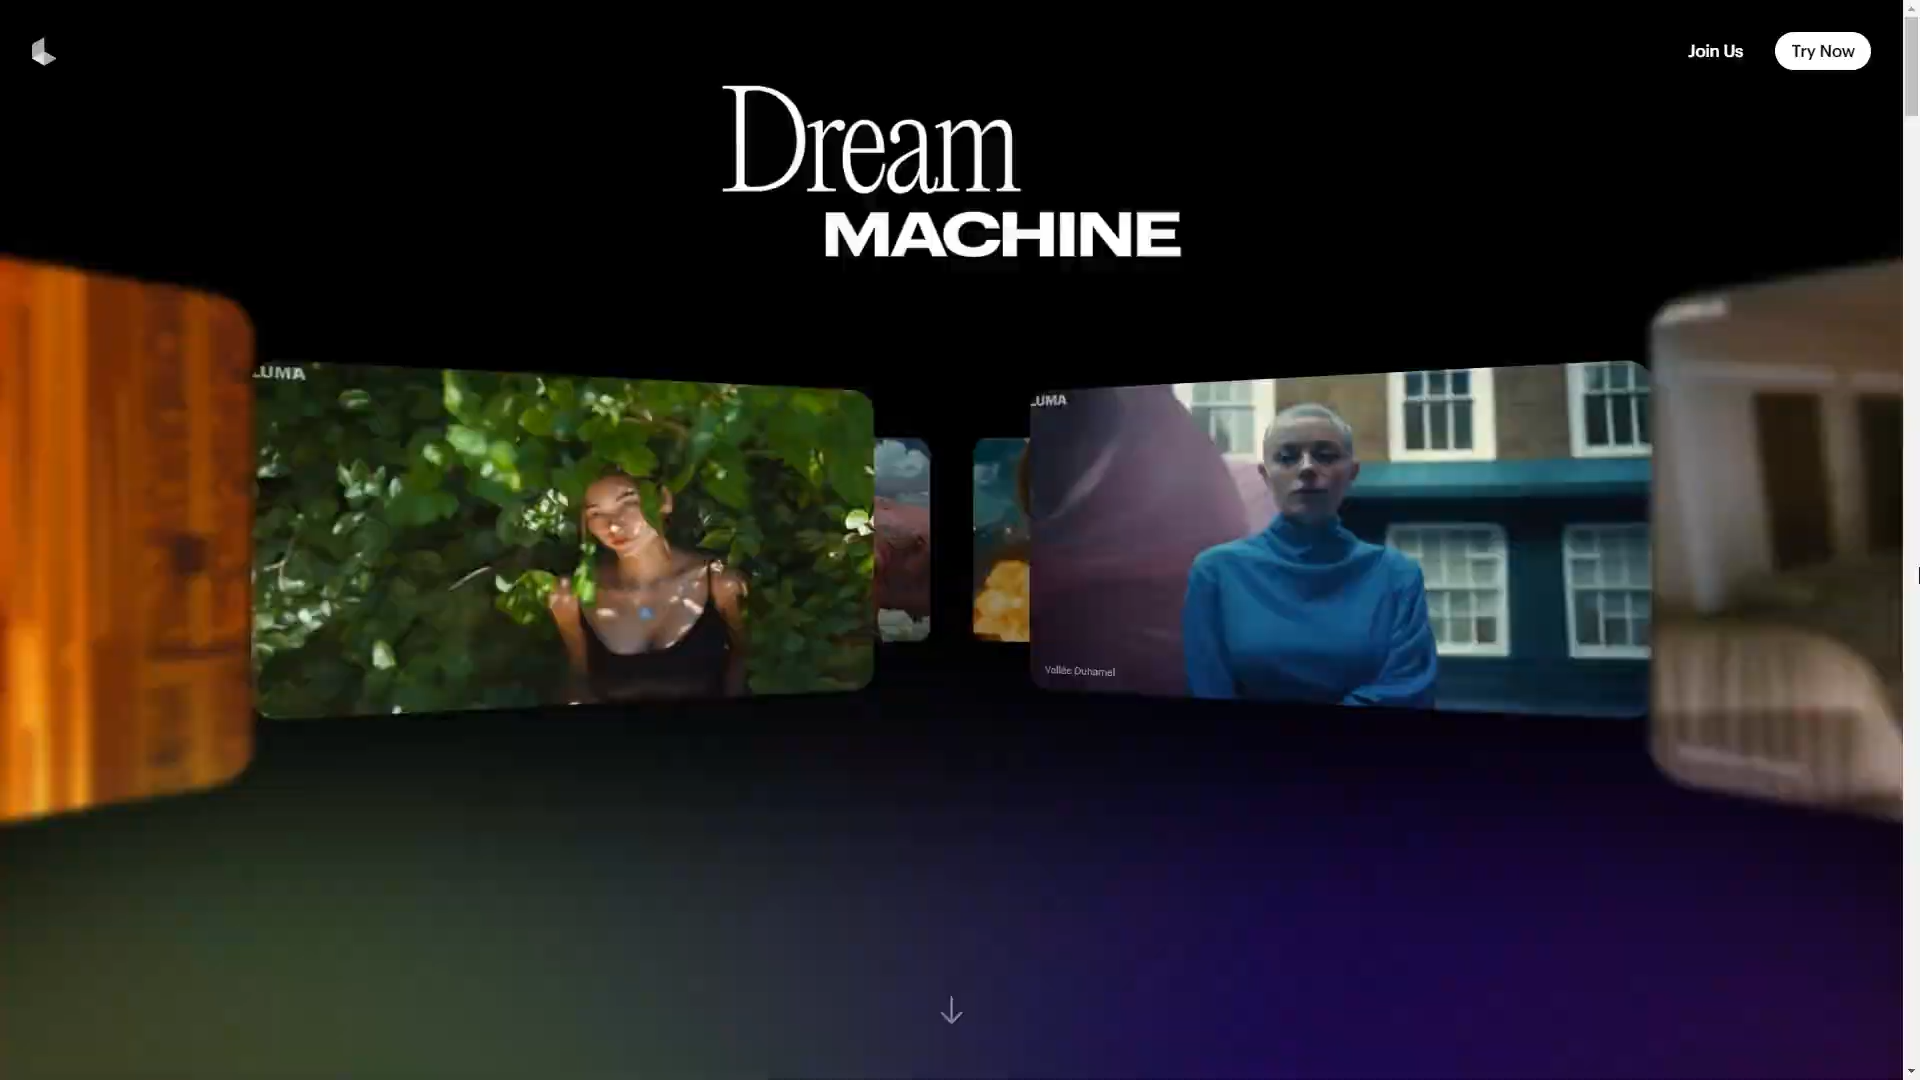 Join Us
Try Now
Dream
MACHINE
LUMA
LUMA
Vallée Duhamel